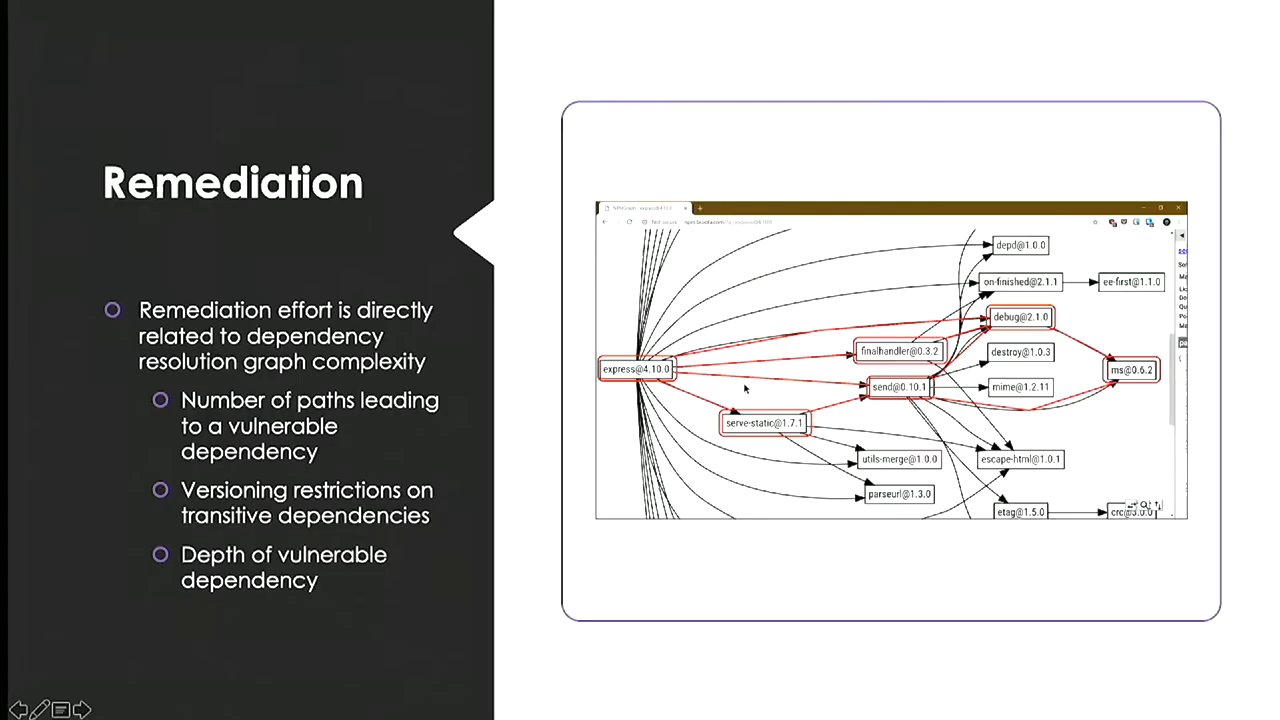 Remediation
Remediation effort is directly
related to dependency
resolution graph complexity
Number of paths leading
to a vulnerable
dependency
Versioning restrictions on
transitive dependencies
Depth of vulnerable
dependency
Not secure
depd@1.0.0
on-finished@2.1.1
ee-first@1.1.0
debug@2.1.0
finalhandler@0.3.2
destroy@1.0.3
express@4.10.0
ms@0.6.2
send@0.10.1
mime@1.2.11
serve-static@1.7.1
utils-merge@1.0.0
escape-html@1.0.1
parseurl@1.3.0
etag@1.5.0